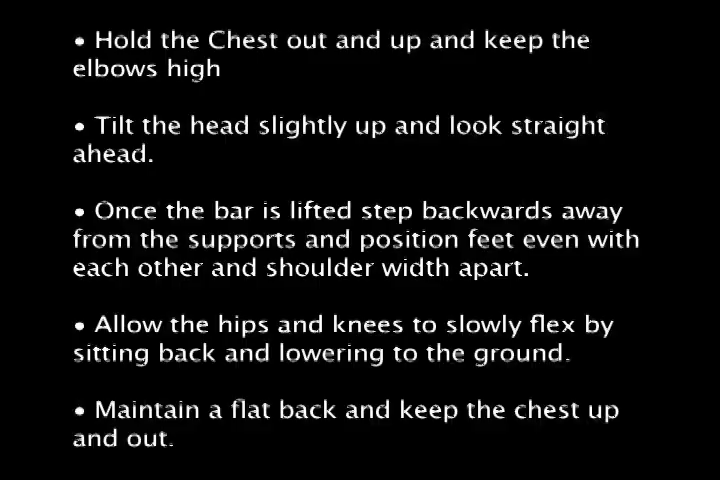 • Hold the Chest out and up and keep the
elbows high
• Tilt the head slightly up and look straight
ahead.
• Once the bar is lifted step backwards away
from the supports and position feet even with
each other and shoulder width apart.
• Allow the hips and knees to slowly flex by
sitting back and lowering to the ground.
• Maintain a flat back and keep the chest up
and out.